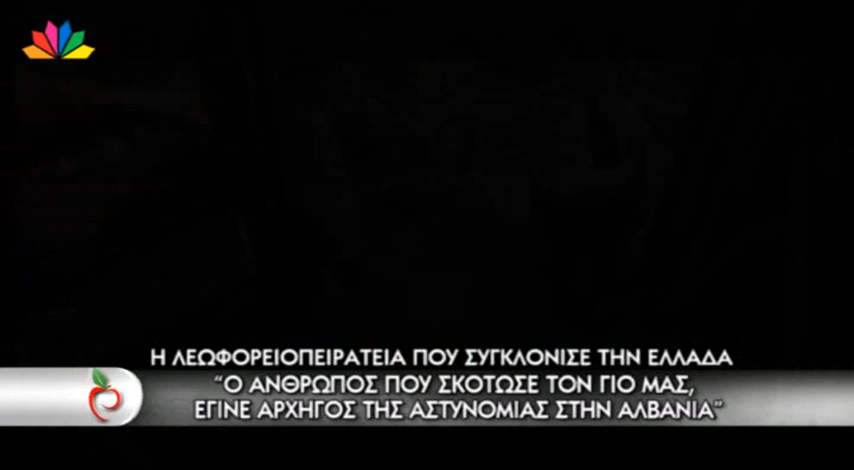 Η ΛΕΩΦΟΡΕΙΟΠΕΙΡΑΤΕΙΑ ΠΟΥ ΣΥΓΚΛΟΝΙΣΕ ΤΗΝ ΕΛΛΑΔΑ
“Ο ΑΝΘΡΩΠΟΣ ΠΟΥ ΣΚΟΤΩΣΕ ΤΟΝ ΓΙΟ ΜΑΣ,
ΕΓΙΝΕ ΑΡΧΗΓΟΣ ΤΗΣ ΑΣΤΥΝΟΜΙΑΣ ΣΤΗΝ ΑΛΒΑΝΙΑ”